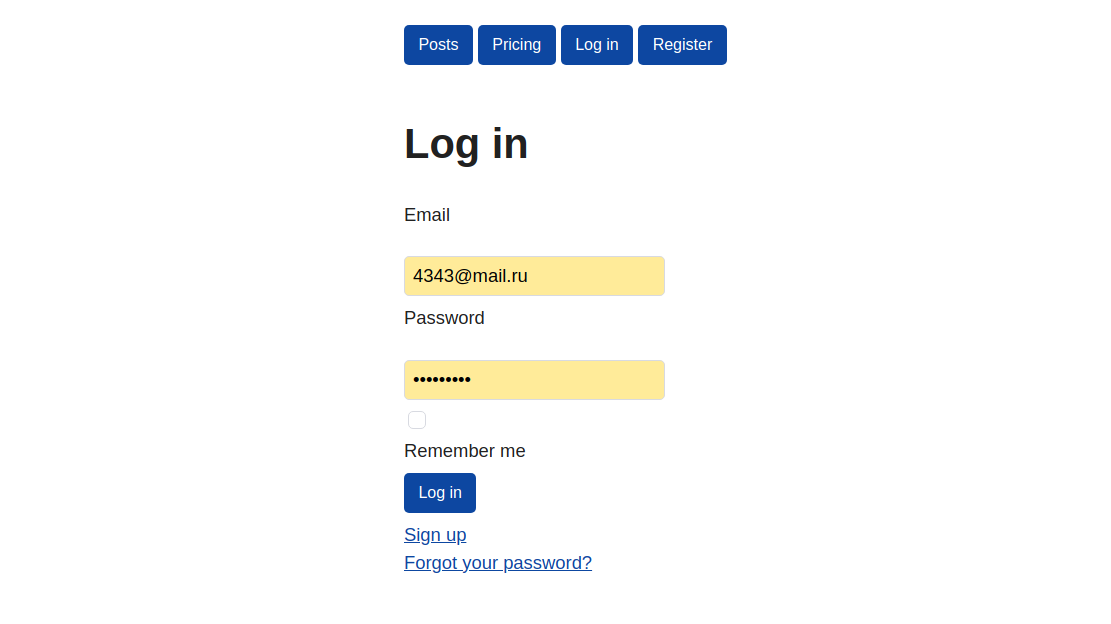 Posts Pricing Log in Register
Log in
Email
4343@mail.ru
Password
•••••••••
Remember me
Log in
Sign up
Forgot your password?